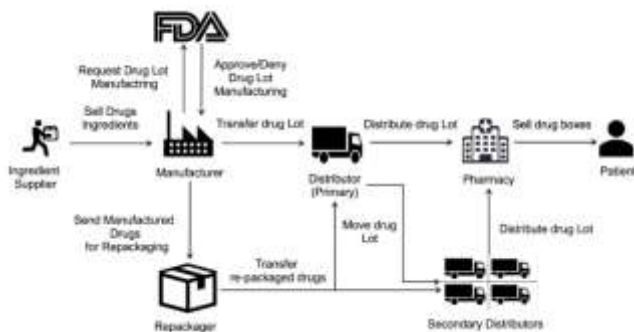 FDA
Request Drug Lot
Manufactring
Approve/Deny
Drug Lot
Manufacturing
Sell Drugs
Ingredients
Transfer drug Lot
Distribute drug Lot
Sell drug boxes
Ingredient
Supplier
Manufacturer
Distributor
(Primary)
Pharmacy
Patient
Send Manufactured
Drugs
for Repackaging
Move drug
Lot
Distribute drug Lot
Transfer
re-packaged drugs
Repackager
Secondary Distributors